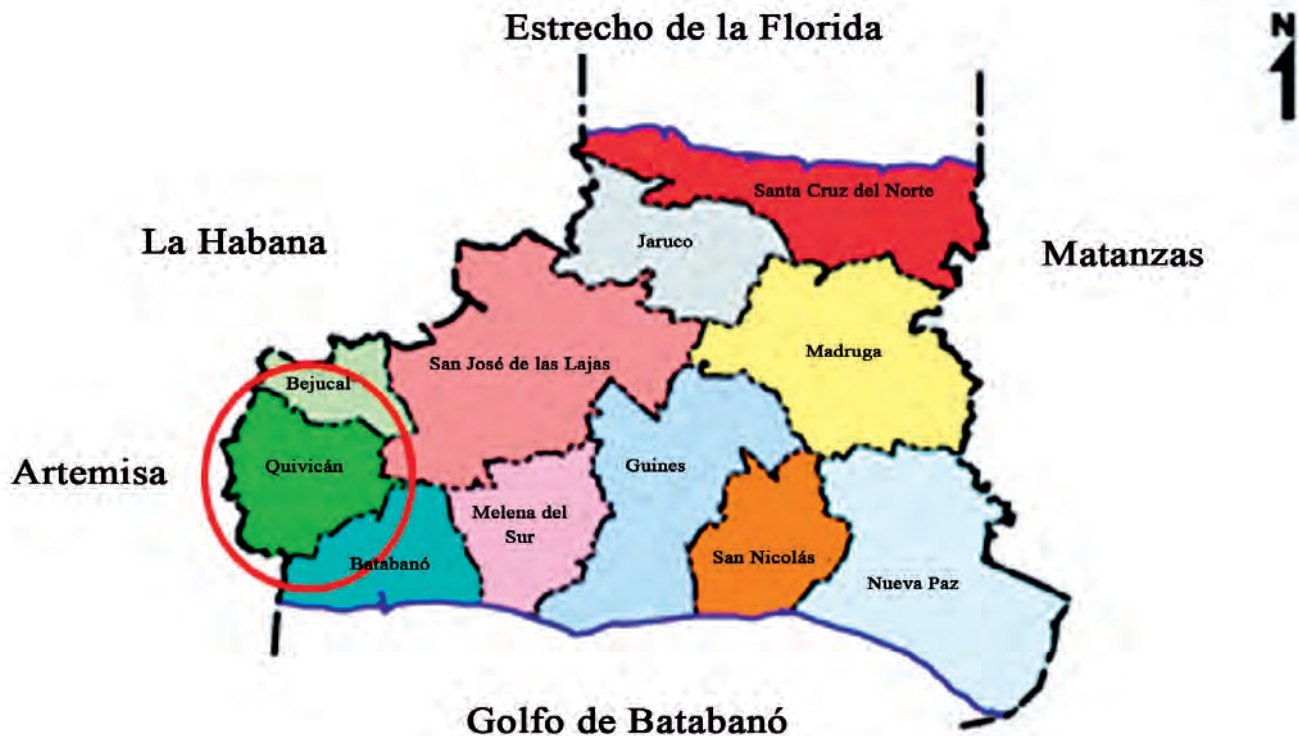 Estrecho de la Florida
N
Santa Cruz del Norte
La Habana
Jaruco
Matanzas
Madruga
San José de las Lajas
Bejucal
Artemisa
Quivicán
Guines
Melena del
Sur
Batabanó
San Nicolás
Nueva Paz
Golfo de Batabanó